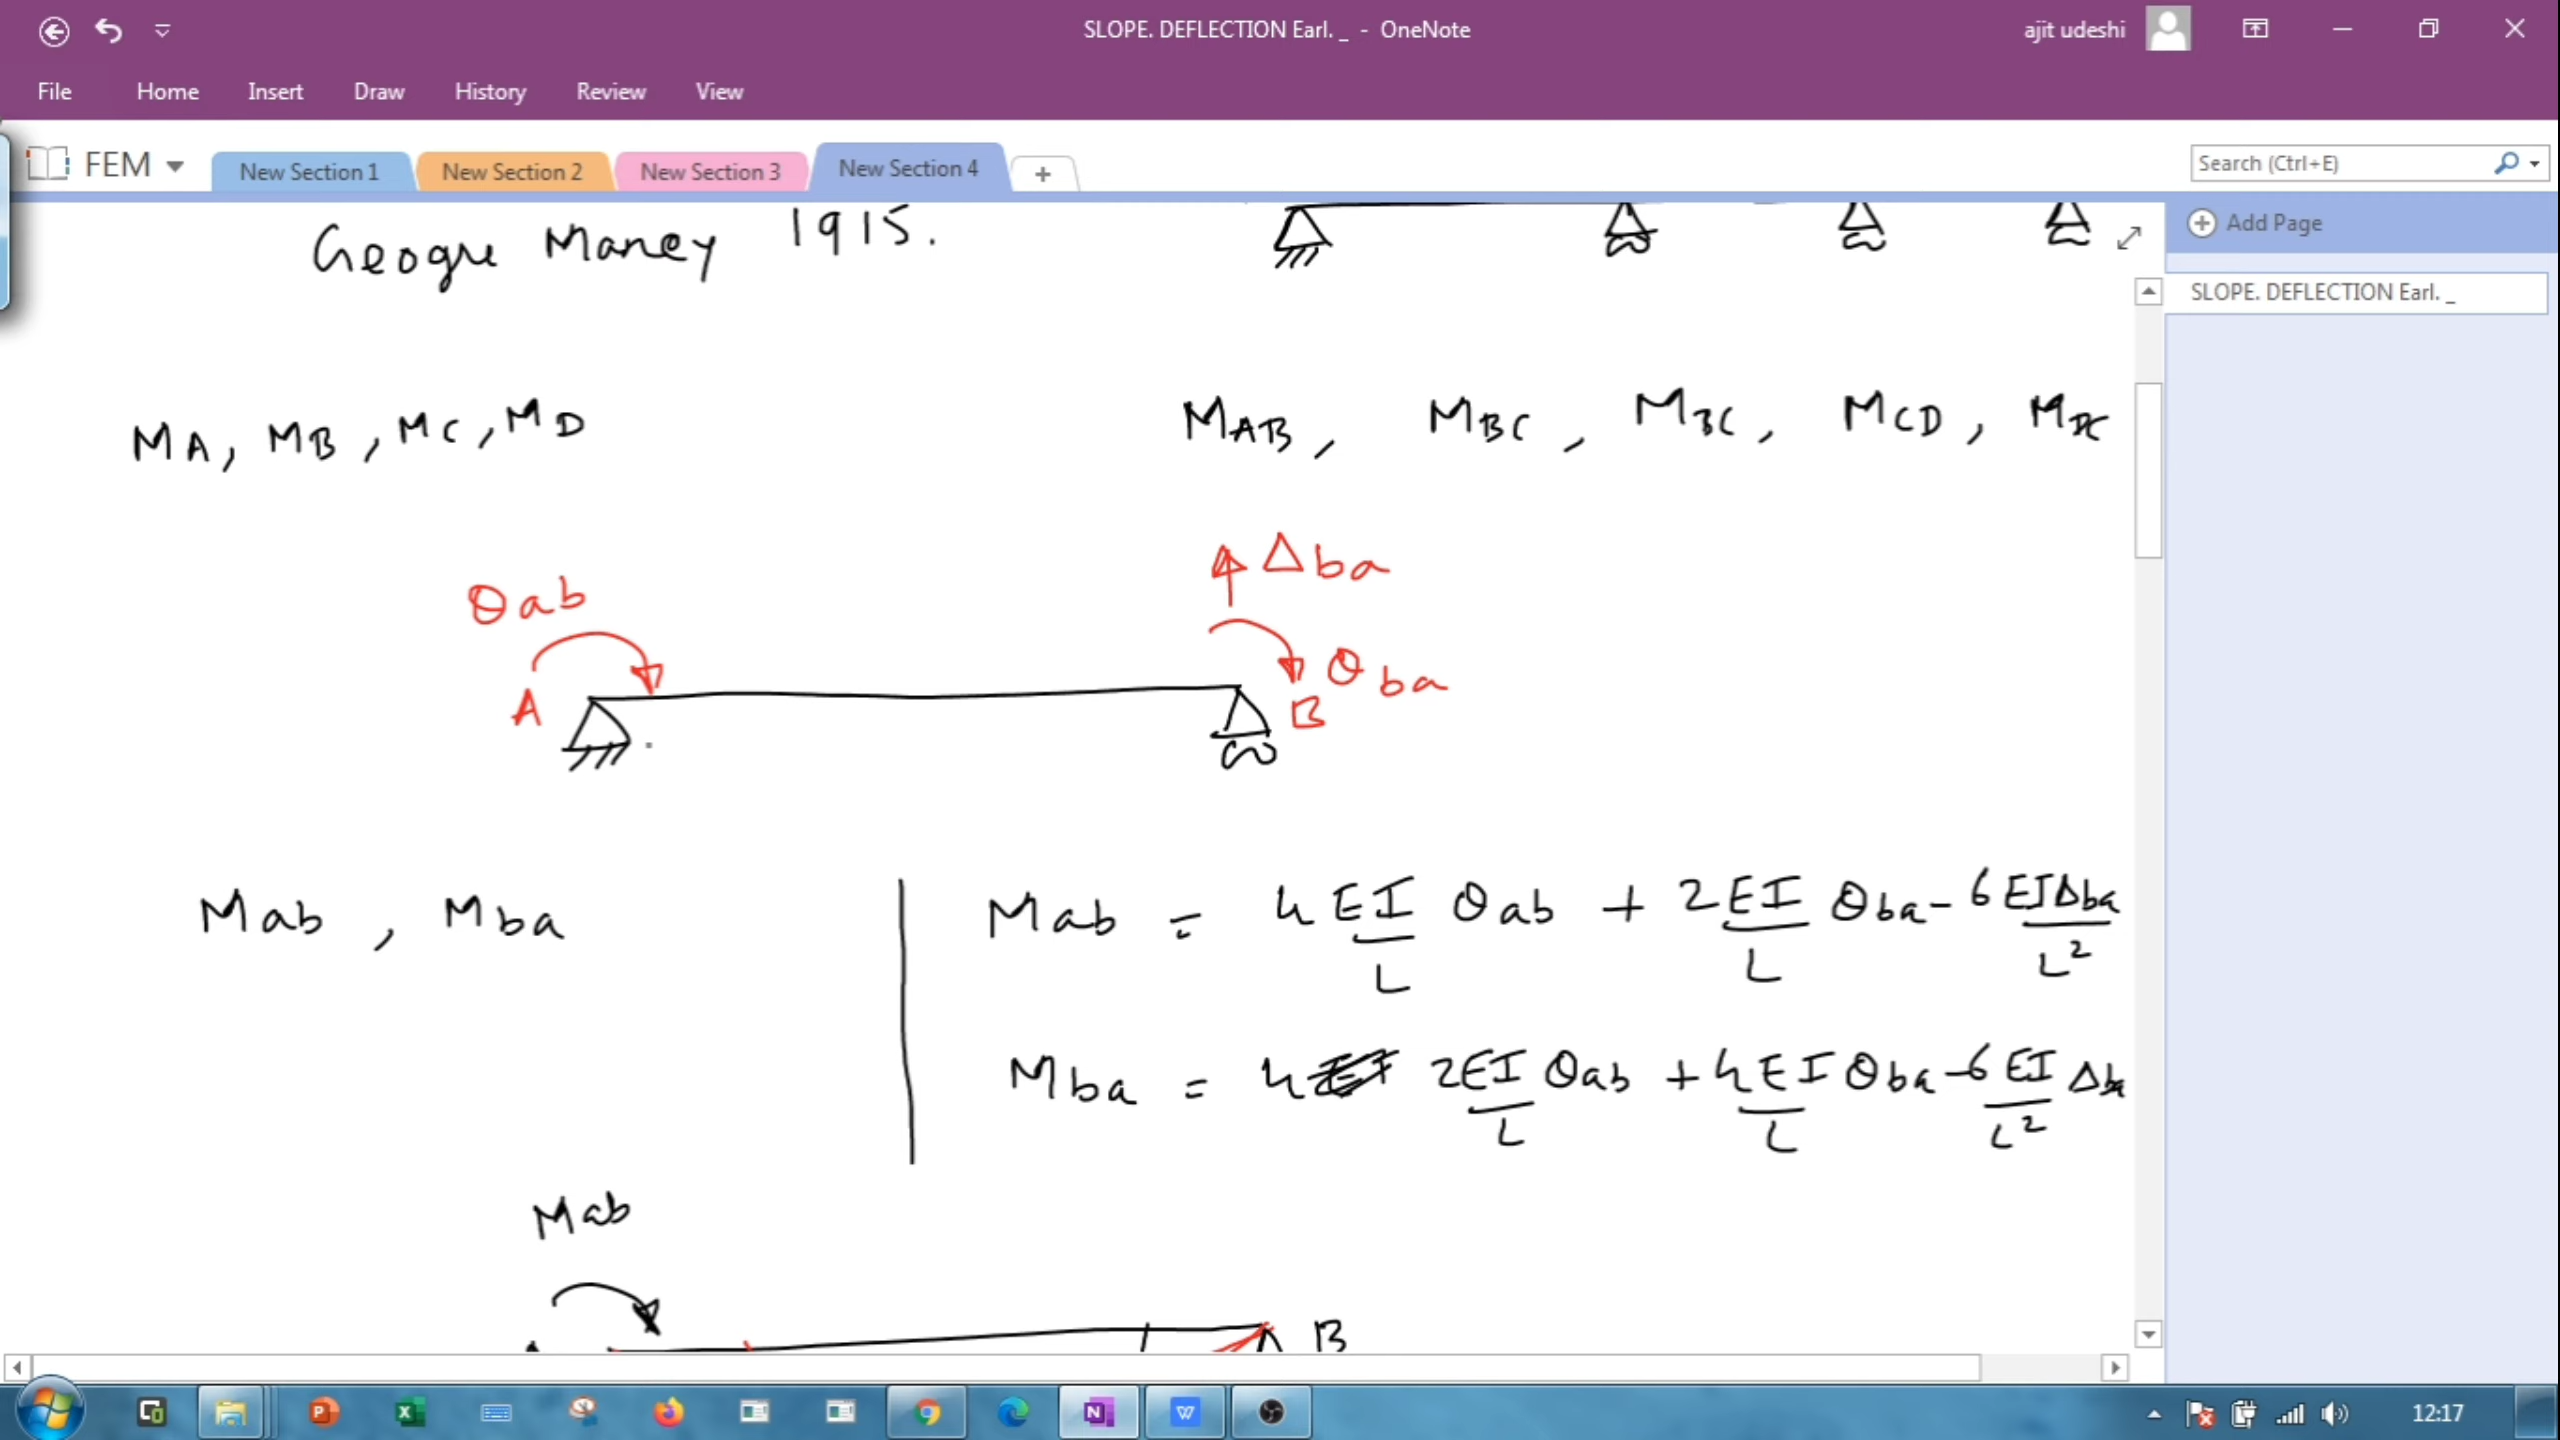 SLOPE. DEFLECTION Earl. _ - OneNote
ajit udeshi
File Home Insert Draw History Review View
FEM New Section 1 New Section 2 New Section 3 New Section 4 +
Search (Ctrl+E)
Add Page
SLOPE. DEFLECTION Earl. _
Geogre Maney 1915.
MA, MB, MC, MD
MAB, MBC, MBC, MCD, MDC
Δba
θab
θba
A
B
Mab, Mba
Mab = 4EI/L θab + 2EI/L θba - 6EIΔba/L²
Mba = 4 2EI/L θab + 4EI/L θba - 6EI/L² Δba
Mab
B
12:17